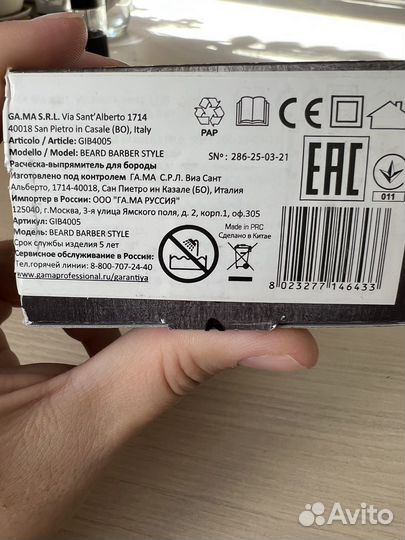 GA.MA S.R.L. Via Sant'Alberto 1714
40018 San Pietro in Casale (BO), Italy
Articolo / Article: GIB4005
Modello / Model: BEARD BARBER STYLE
Расческа-выпрямитель для бороды
Изготовлено под контролем ГА.МА С.Р.Л. Виа Сант
Альберто, 1714-40018, Сан Пиетро ин Казале (БО), Италия
Импортер в России: ООО "ГА.МА РУССИЯ"
125040, г.Москва, 3-я улица Ямского поля, д. 2, корп.1, оф.305
Артикул: GIB4005
Модель: BEARD BARBER STYLE
Срок службы изделия 5 лет
Сервисное обслуживание в России:
Тел.горячей линии: 8-800-707-24-40
www.gamaprofessional.ru/garantiya
PAP
CE
SN°: 286-25-03-21
EAC
011
Made in PRC
Сделано в Китае
8 023277 146433
Avito